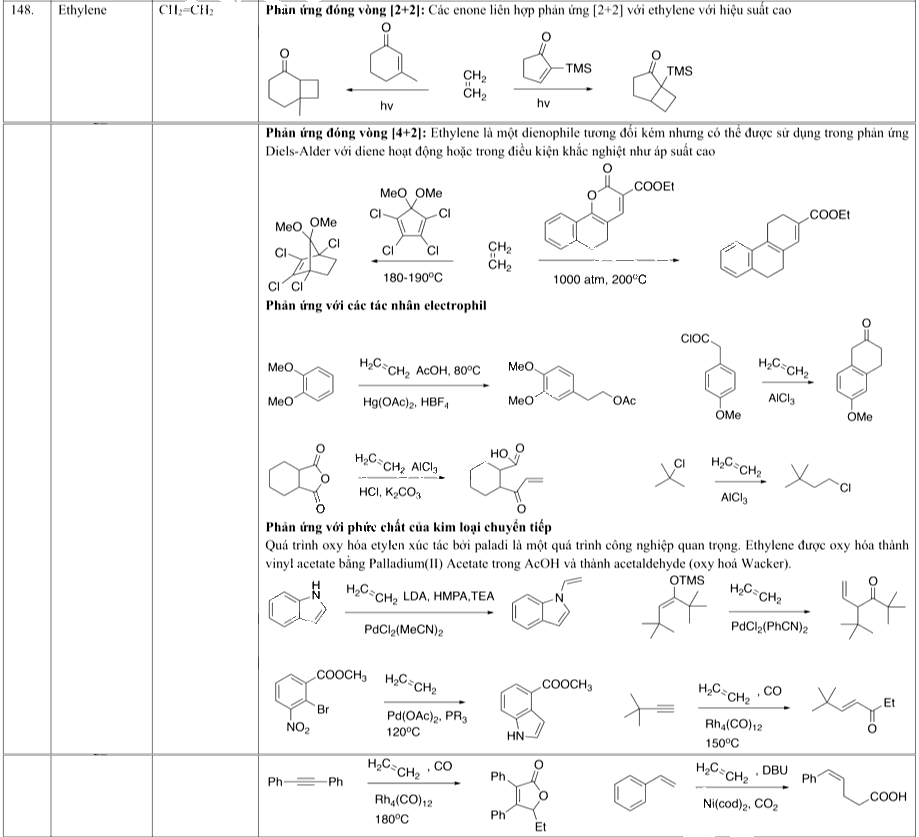 148. Ethylene CH₂=CH₂ Phản ứng đóng vòng [2+2]: Các enone liên hợp phản ứng [2+2] với ethylene với hiệu suất cao
O O O O
TMS TMS
CH₂
CH₂
hv hv
Phản ứng đóng vòng [4+2]: Ethylene là một dienophile tương đối kém nhưng có thể được sử dụng trong phản ứng
Diels-Alder với diene hoạt động hoặc trong điều kiện khắc nghiệt như áp suất cao
MeO OMe O O COOEt
MeO OMe Cl Cl COOEt
Cl Cl Cl Cl CH₂
Cl Cl CH₂
180-190ºC 1000 atm, 200ºC
Phản ứng với các tác nhân electrophil
MeO H₂C=CH₂ AcOH, 80ºC MeO ClOC H₂C=CH₂ O
MeO Hg(OAc)₂, HBF₄ MeO OAc OMe AlCl₃ OMe
O O O H₂C=CH₂ AlCl₃ HO O O Cl H₂C=CH₂
HCl, K₂CO₃ AlCl₃ Cl
Phản ứng với phức chất của kim loại chuyển tiếp
Quá trình oxy hóa etylen xúc tác bởi paladi là một quá trình công nghiệp quan trọng. Ethylene được oxy hóa thành
vinyl acetate bằng Palladium(II) Acetate trong AcOH và thành acetaldehyde (oxy hoá Wacker).
H N H₂C=CH₂ LDA, HMPA,TEA N OTMS H₂C=CH₂ O
PdCl₂(MeCN)₂ PdCl₂(PhCN)₂
COOCH₃ H₂C=CH₂ COOCH₃ H₂C=CH₂ , CO Et
Br NO₂ Pd(OAc)₂, PR₃ HN Rh₄(CO)₁₂ O
120ºC 150ºC
Ph Ph H₂C=CH₂ , CO Ph O O H₂C=CH₂ , DBU Ph
Rh₄(CO)₁₂ Ph Et Ni(cod)₂, CO₂ COOH
180ºC